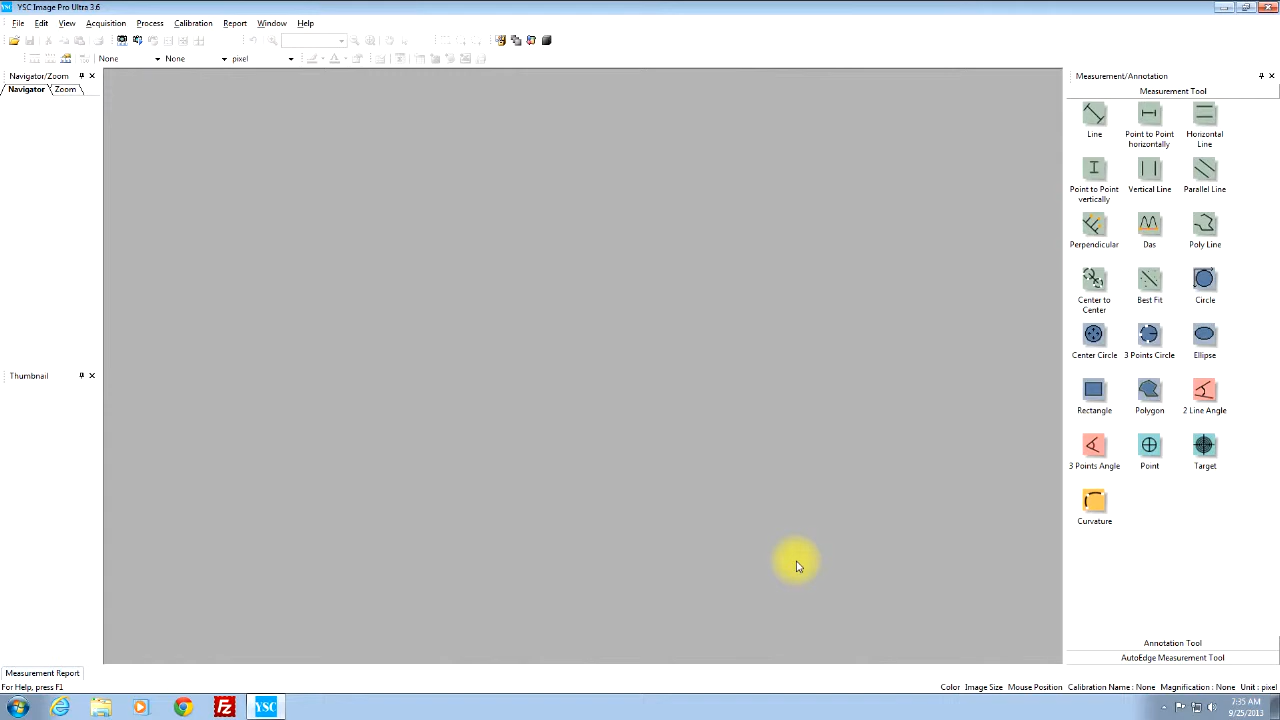 YSC YSC Image Pro Ultra 3.6
File Edit View Acquisition Process Calibration Report Window Help
None None pixel
Navigator/Zoom
Navigator Zoom
Thumbnail
Measurement/Annotation
Measurement Tool
Line
Point to Point horizontally
Horizontal Line
Point to Point vertically
Vertical Line
Parallel Line
Perpendicular
Das
Poly Line
Center to Center
Best Fit
Circle
Center Circle
3 Points Circle
Ellipse
Rectangle
Polygon
2 Line Angle
3 Points Angle
Point
Target
Curvature
Annotation Tool
AutoEdge Measurement Tool
Measurement Report
For Help, press F1
Color Image Size Mouse Position Calibration Name : None Magnification : None Unit : pixel
Fz YSC
7:35 AM
9/25/2013